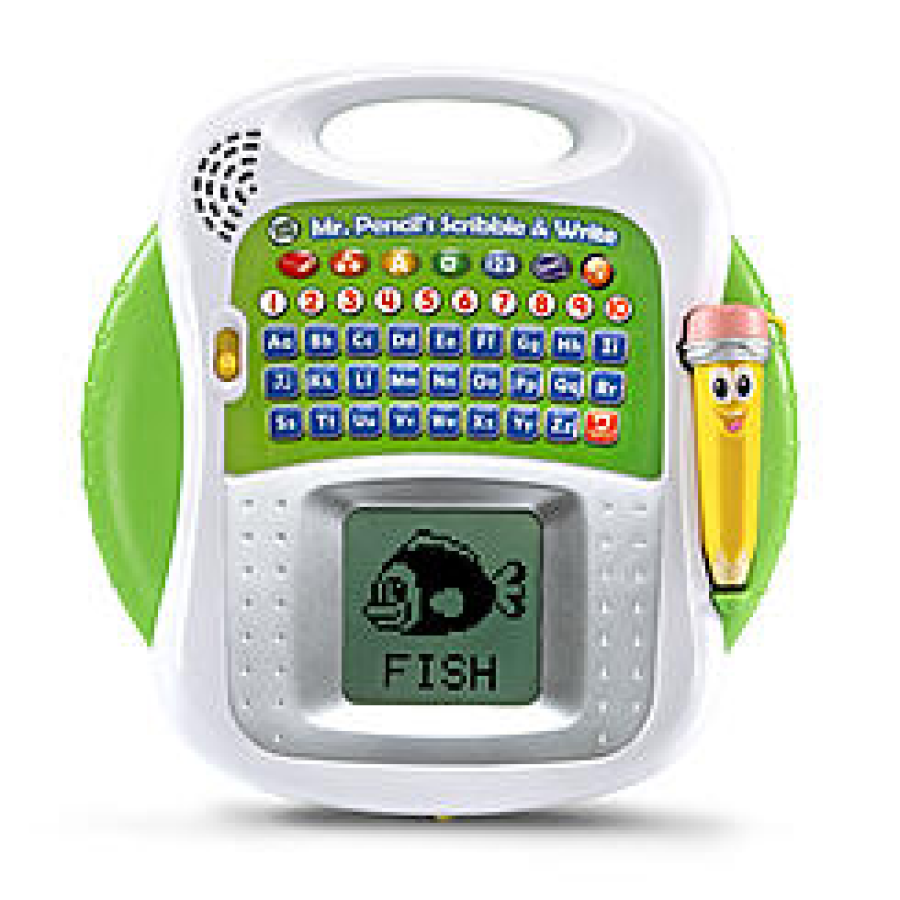 Mr. Pencil's Scribble & Write
A 123
1 2 3 4 5 6 7 8 9 10
Aa Bb Cc Dd Ee Ff Gg Hh Ii
Jj Kk Ll Mm Nn Oo Pp Qq Rr
Ss Tt Uu Vv Ww Xx Yy Zz
FISH